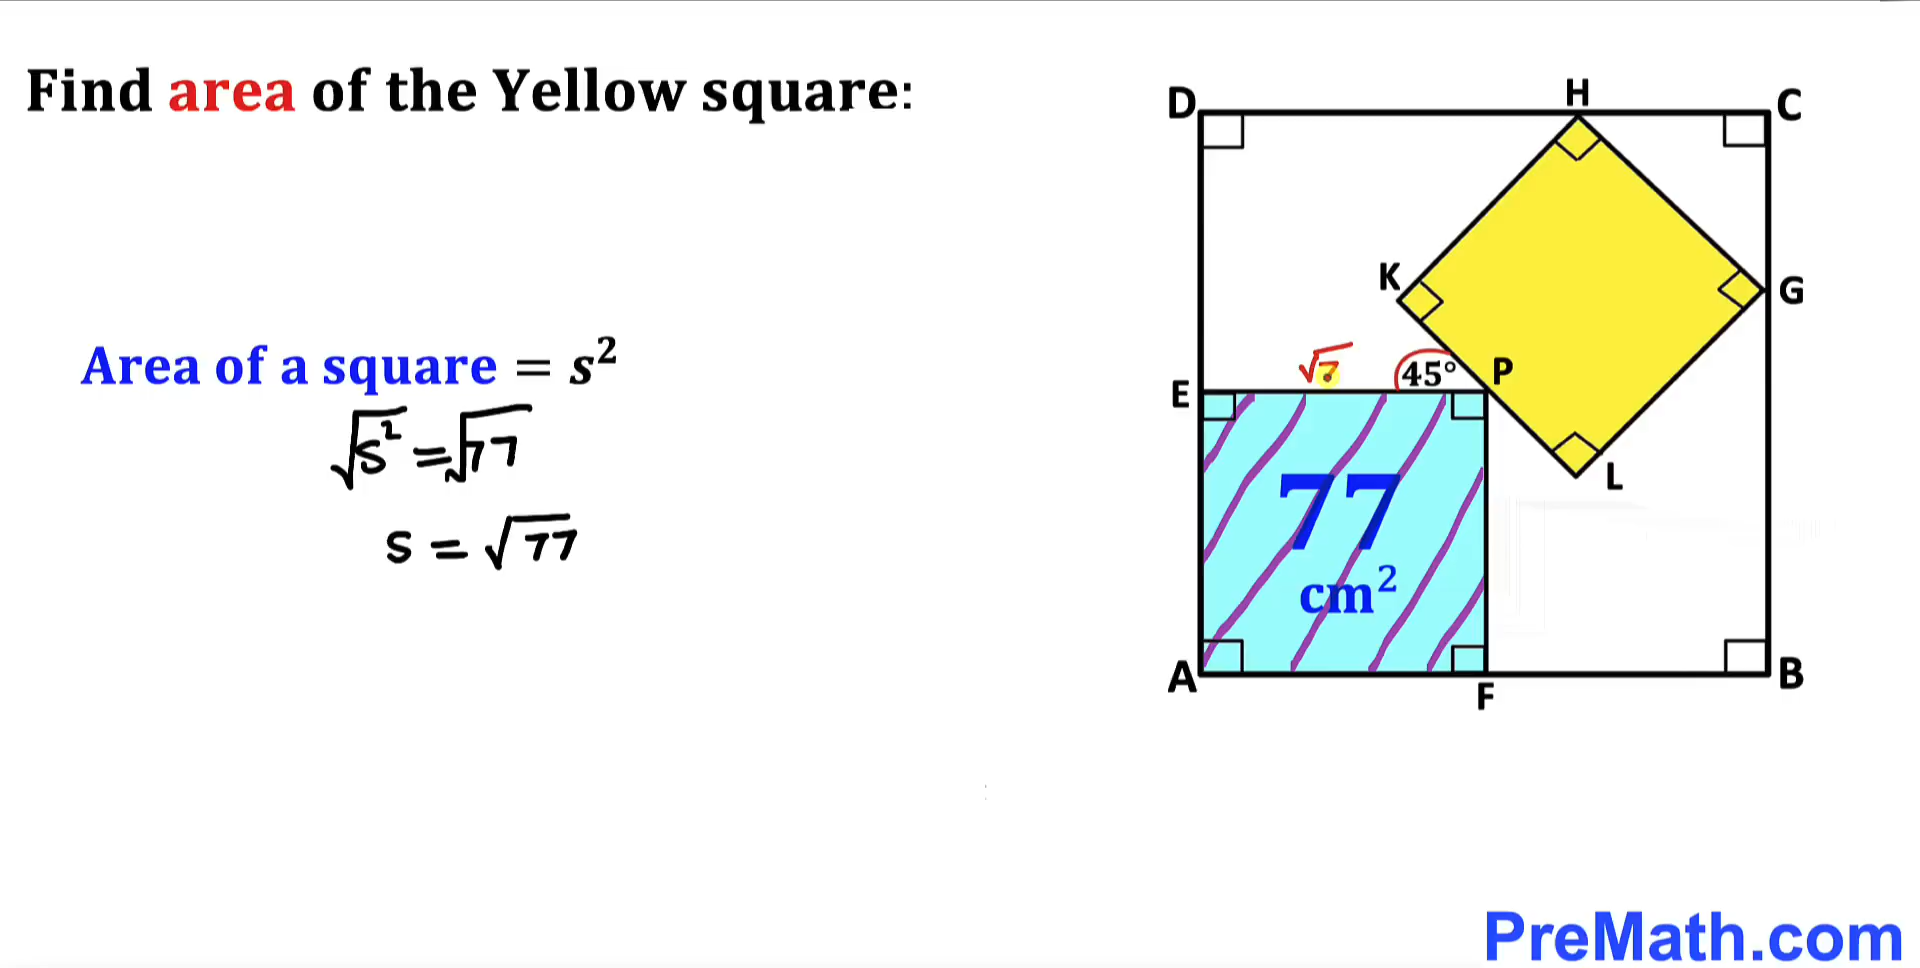 Find area of the Yellow square:
D
H
C
K
G
Area of a square = s²
√7
45°
P
E
√s² = √77
77
L
s = √77
cm²
A
B
F
PreMath.com